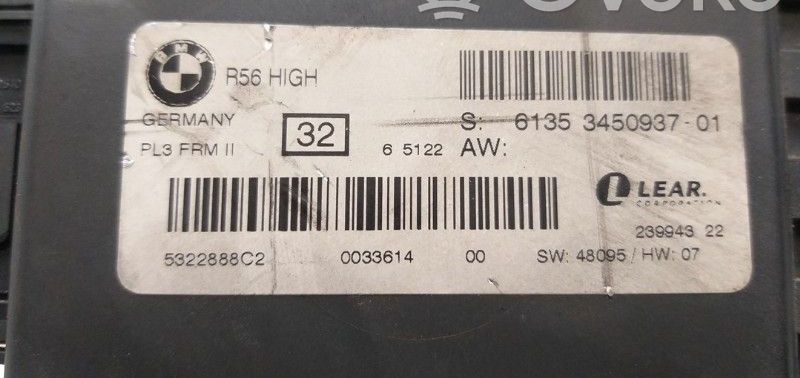 BMW
R56 HIGH
GERMANY
PL3 FRM II
32
6 5122
S: 6135 3450937-01
AW:
LEAR.
CORPORATION
239943 22
5322888C2 0033614 00 SW: 48095 / HW: 07